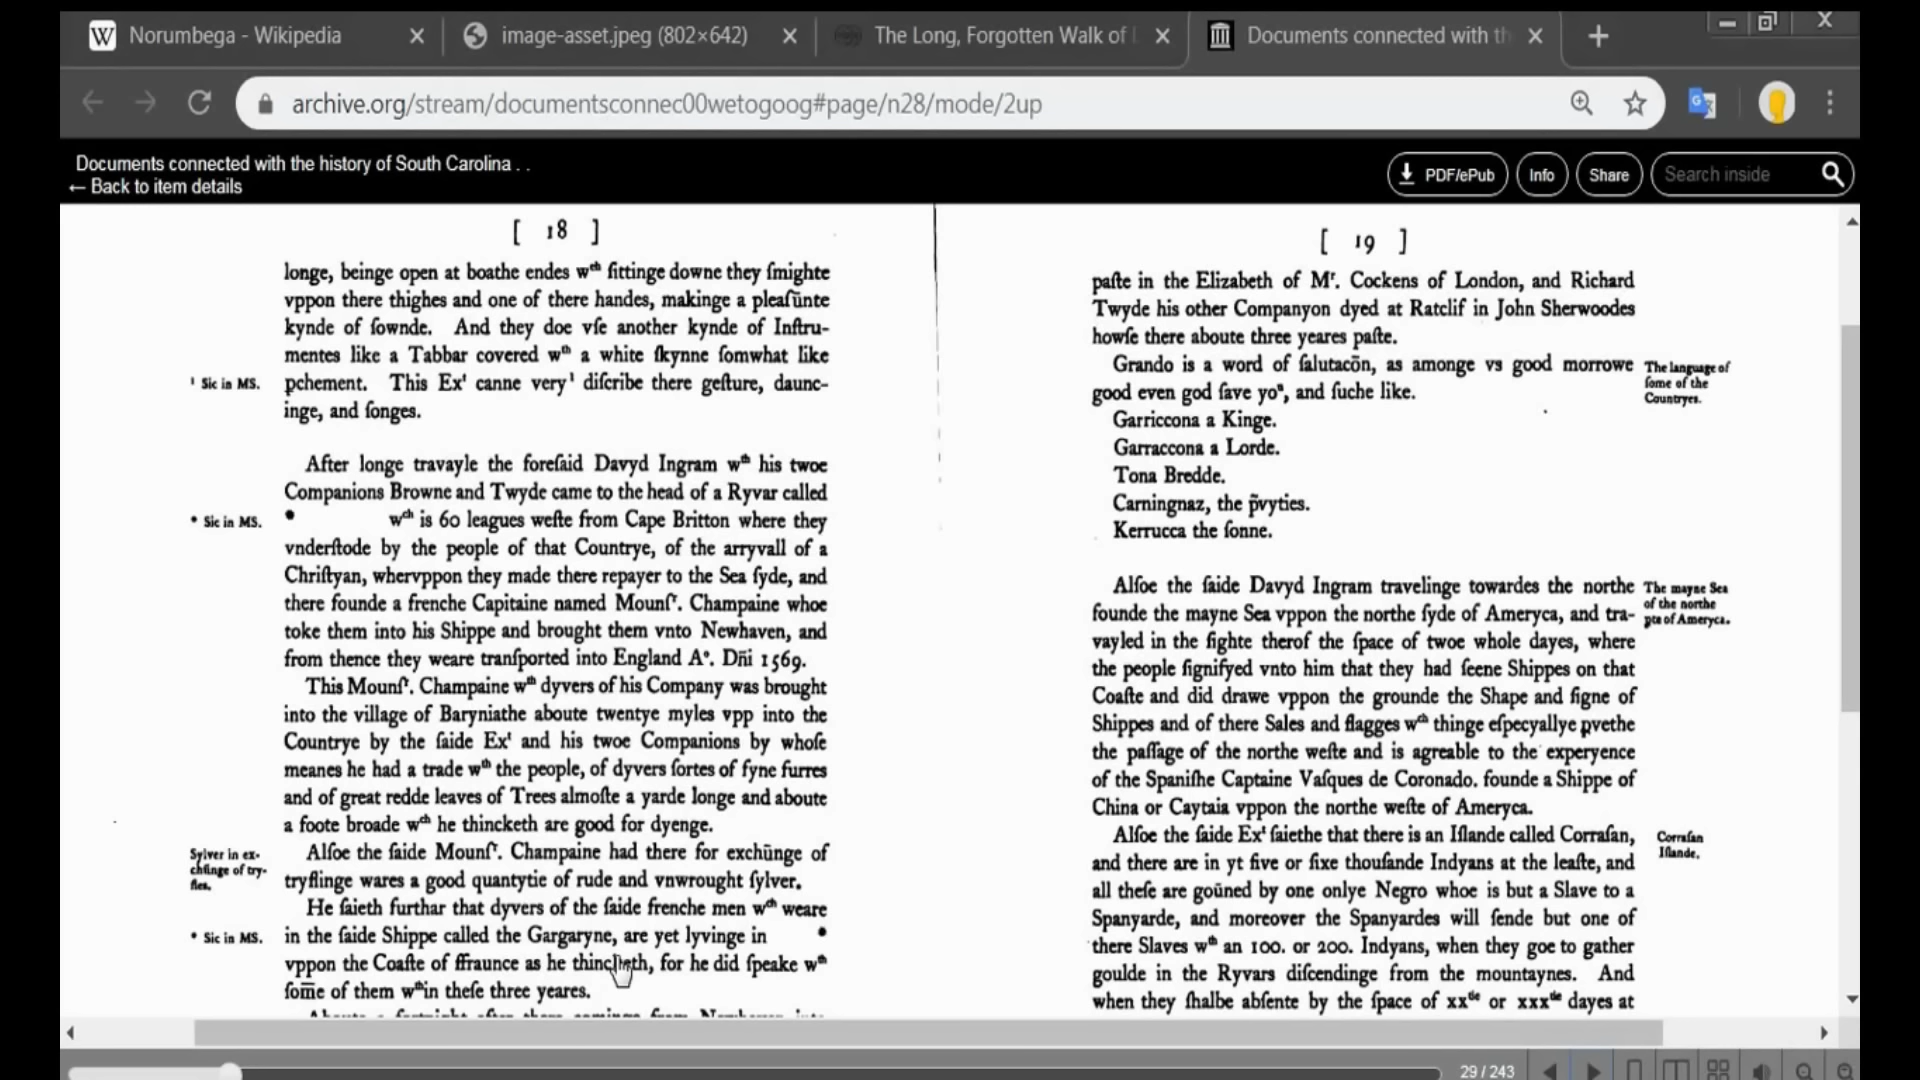 Norumbega - Wikipedia
image-asset.jpeg (802×642)
The Long, Forgotten Walk of
Documents connected with th
archive.org/stream/documentsconnec00wetogoog#page/n28/mode/2up
Documents connected with the history of South Carolina . .
← Back to item details
PDF/ePub
Info
Share
Search inside
[ 18 ]
longe, beinge open at boathe endes wth ſittinge downe they ſmighte
vppon there thighes and one of there handes, makinge a pleaſūnte
kynde of ſownde. And they doe vſe another kynde of Inſtru-
mentes like a Tabbar covered wth a white ſkynne ſomwhat like
¹ Sic in MS.
pchement. This Ext canne very¹ diſcribe there geſture, daunc-
inge, and ſonges.
After longe travayle the foreſaid Davyd Ingram wth his twoe
Companions Browne and Twyde came to the head of a Ryvar called
* Sic in MS.
* wch is 60 leagues weſte from Cape Britton where they
vnderſtode by the people of that Countrye, of the arryvall of a
Chriſtyan, whervppon they made there repayer to the Sea ſyde, and
there founde a frenche Capitaine named Mounſr. Champaine whoe
toke them into his Shippe and brought them vnto Newhaven, and
from thence they weare tranſported into England Ao. Dñi 1569.
This Mounſr. Champaine wth dyvers of his Company was brought
into the village of Baryniathe aboute twentye myles vpp into the
Countrye by the ſaide Ext and his twoe Companions by whoſe
meanes he had a trade wth the people, of dyvers ſortes of fyne furres
and of great redde leaves of Trees almoſte a yarde longe and aboute
a foote broade wch he thincketh are good for dyenge.
Sylver in ex-
chūnge of try-
fles.
Alſoe the ſaide Mounſr. Champaine had there for exchūnge of
tryflinge wares a good quantytie of rude and vnwrought ſylver.
He ſaieth furthar that dyvers of the ſaide frenche men wch weare
* Sic in MS.
in the ſaide Shippe called the Gargaryne, are yet lyvinge in *
vppon the Coaſte of ffraunce as he thincketh, for he did ſpeake wth
ſom̄e of them wthin theſe three yeares.
[ 19 ]
paſte in the Elizabeth of Mr. Cockens of London, and Richard
Twyde his other Companyon dyed at Ratclif in John Sherwoodes
howſe there aboute three yeares paſte.
Grando is a word of ſalutacōn, as amonge vs good morrowe
good even god ſave you, and ſuche like.
The language of
ſome of the
Countryes.
Garriccona a Kinge.
Garraccona a Lorde.
Tona Bredde.
Carningnaz, the p̃vyties.
Kerrucca the ſonne.
Alſoe the ſaide Davyd Ingram travelinge towardes the northe
founde the mayne Sea vppon the northe ſyde of Ameryca, and tra-
vayled in the ſighte therof the ſpace of twoe whole dayes, where
The mayne Sea
of the northe
pte of Ameryca.
the people ſignifyed vnto him that they had ſeene Shippes on that
Coaſte and did drawe vppon the grounde the Shape and ſigne of
Shippes and of there Sales and flagges wch thinge eſpecyallye pvethe
the paſſage of the northe weſte and is agreable to the experyence
of the Spaniſhe Captaine Vaſques de Coronado. founde a Shippe of
China or Caytaia vppon the northe weſte of Ameryca.
Alſoe the ſaide Ext ſaiethe that there is an Iſlande called Corraſan,
and there are in yt five or ſixe thouſande Indyans at the leaſte, and
Corraſan
Iſlande.
all theſe are goūned by one onlye Negro whoe is but a Slave to a
Spanyarde, and moreover the Spanyardes will ſende but one of
there Slaves wth an 100. or 200. Indyans, when they goe to gather
goulde in the Ryvars diſcendinge from the mountaynes. And
when they ſhalbe abſente by the ſpace of xxtie or xxxtie dayes at
29 / 243